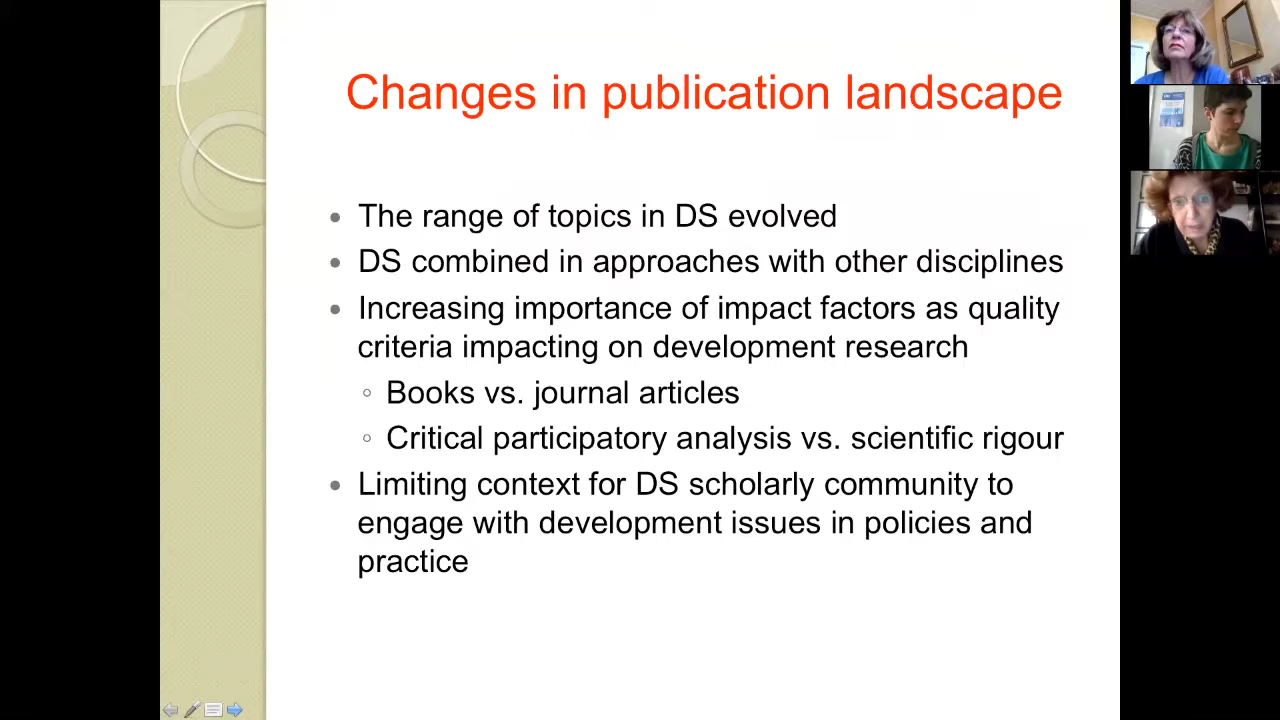 Changes in publication landscape
• The range of topics in DS evolved
• DS combined in approaches with other disciplines
• Increasing importance of impact factors as quality
criteria impacting on development research
◦ Books vs. journal articles
◦ Critical participatory analysis vs. scientific rigour
• Limiting context for DS scholarly community to
engage with development issues in policies and
practice